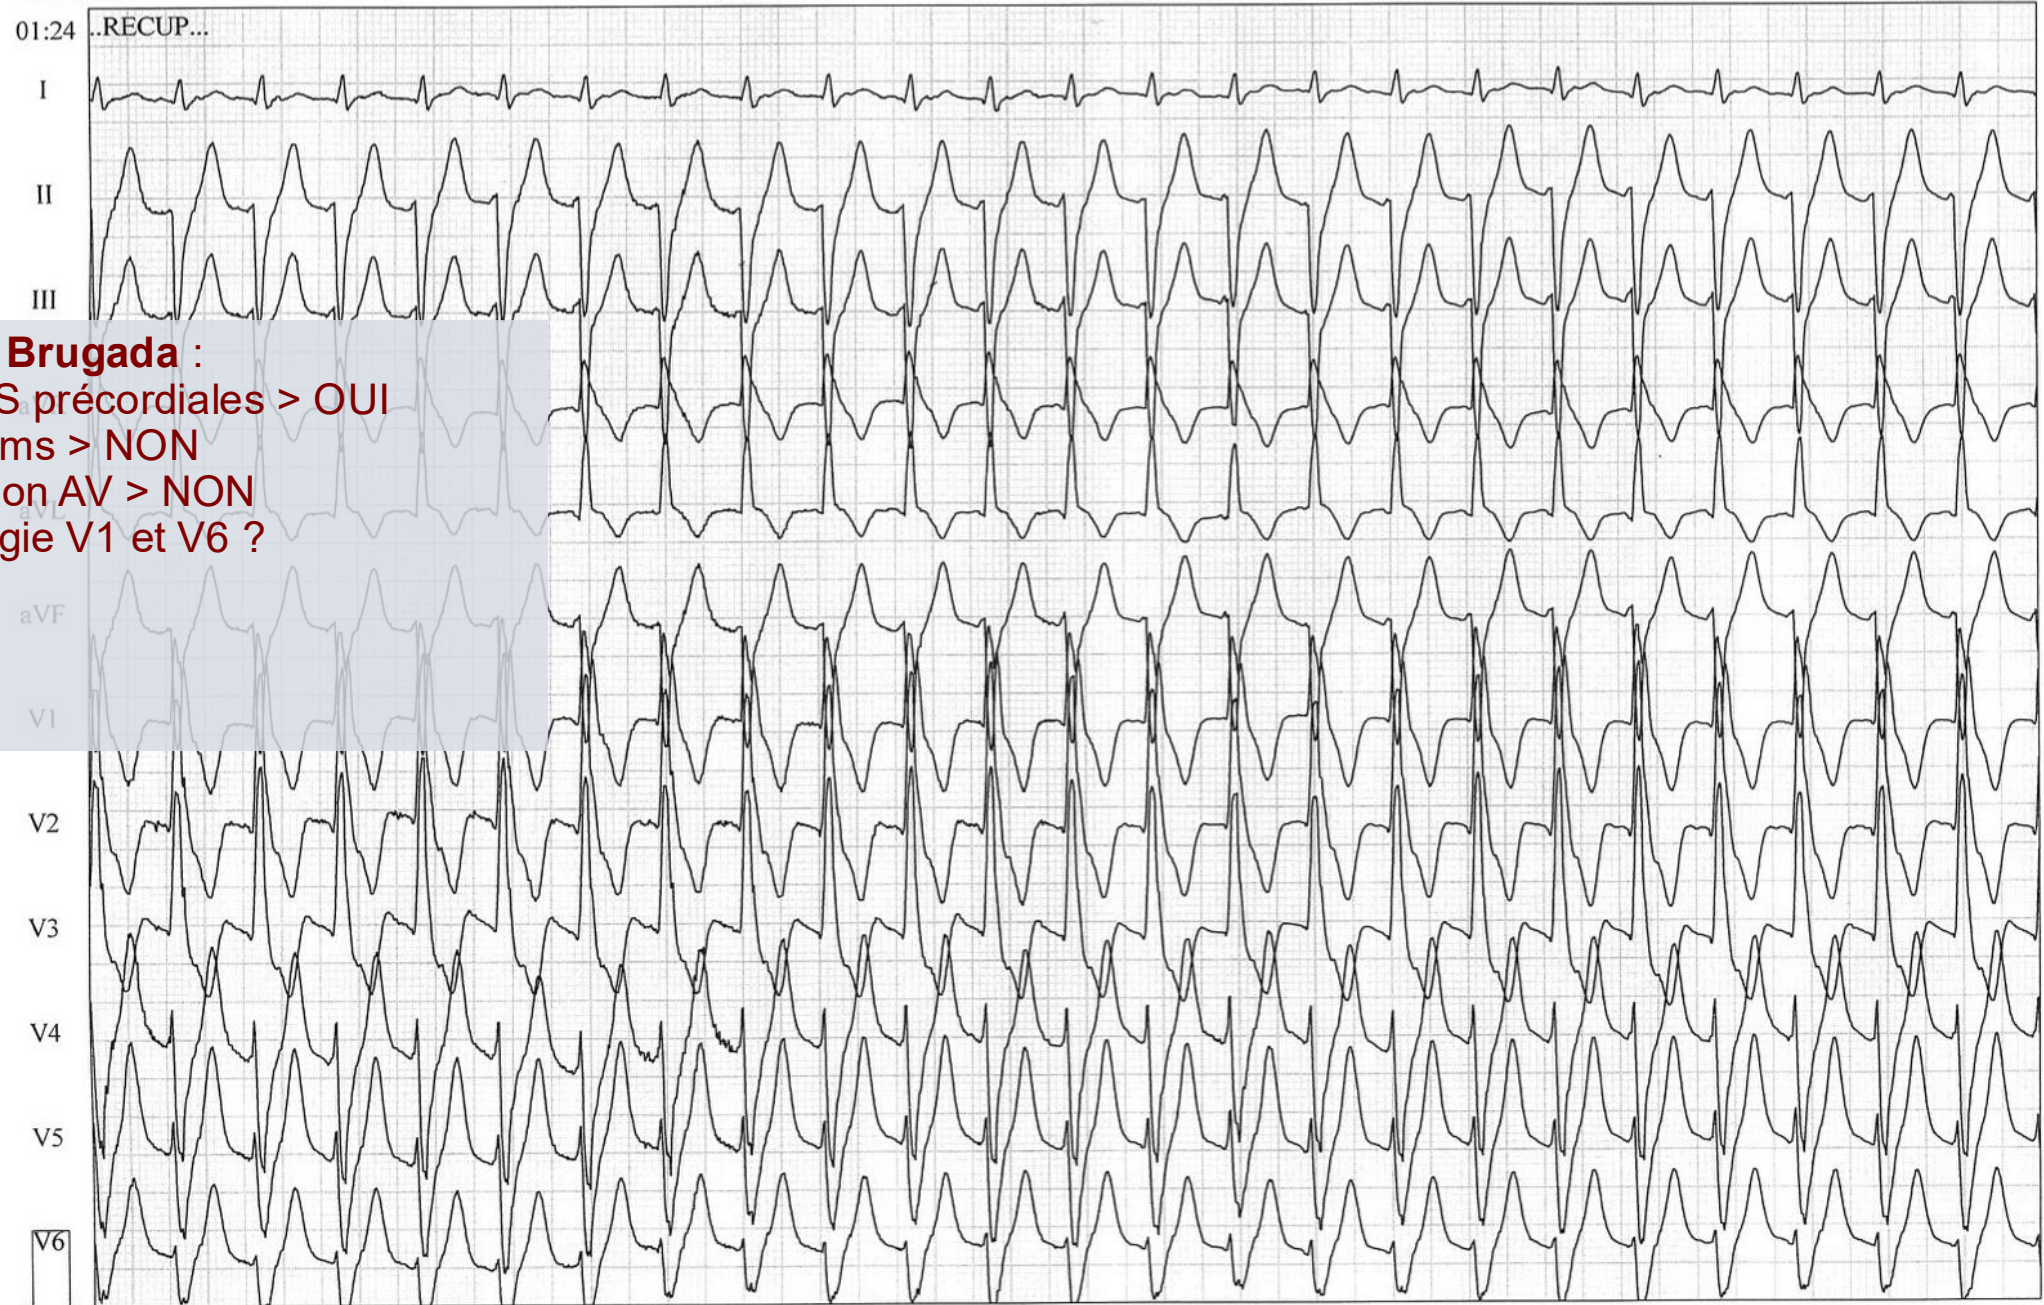 01:24 ..RECUP...
I
II
III
Brugada :
S précordiales > OUI
aVR
ms > NON
on AV > NON
aVL
gie V1 et V6 ?
aVF
V1
V2
V3
V4
V5
V6